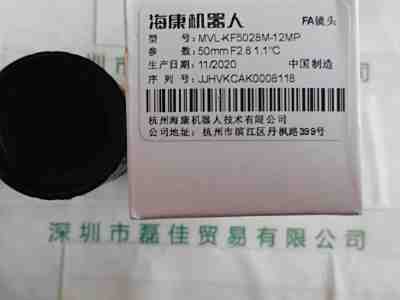 海康机器人 FA镜头
型 号: MVL-KF5028M-12MP
参 数: 50mm F2.8 1.1" C
生产日期: 11/2020 中国制造
序 列 号: JJHVKCAK0008118
杭州海康机器人技术有限公司
公司地址: 杭州市滨江区丹枫路399号
深圳市磊佳贸易有限公司